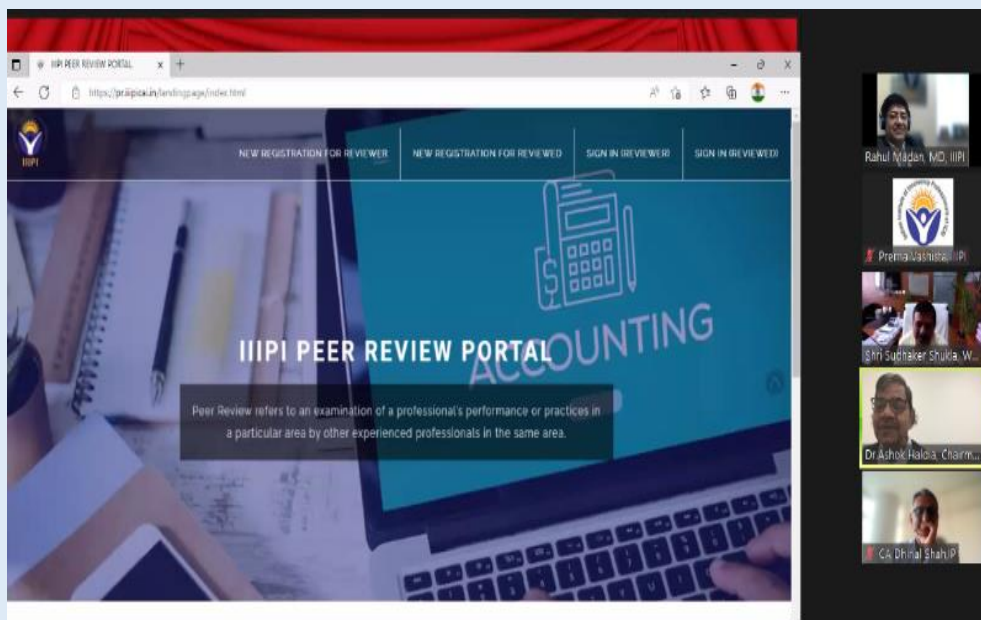 IIIPI PEER REVIEW PORTAL
https://pr.iiipicai.in/landingpage/index.html
IIIPI
NEW REGISTRATION FOR REVIEWER
NEW REGISTRATION FOR REVIEWED
SIGN IN (REVIEWER)
SIGN IN (REVIEWED)
ACCOUNTING
IIIPI PEER REVIEW PORTAL
Peer Review refers to an examination of a professional's performance or practices in
a particular area by other experienced professionals in the same area.
Rahul Madan, MD, IIIPI
Prerna Vashista, IIIPI
Shri Sudhaker Shukla, W...
Dr Ashok Haldia, Chairm...
CA Dhinal Shah,IP